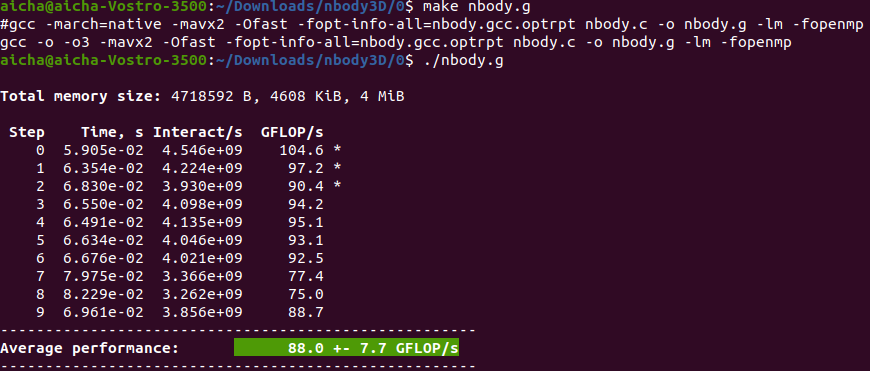 aicha@aicha-Vostro-3500:~/Downloads/nbody3D/0$ make nbody.g
#gcc -march=native -mavx2 -Ofast -fopt-info-all=nbody.gcc.optrpt nbody.c -o nbody.g -lm -fopenmp
gcc -o -o3 -mavx2 -Ofast -fopt-info-all=nbody.gcc.optrpt nbody.c -o nbody.g -lm -fopenmp
aicha@aicha-Vostro-3500:~/Downloads/nbody3D/0$ ./nbody.g
Total memory size: 4718592 B, 4608 KiB, 4 MiB
Step Time, s Interact/s GFLOP/s
0 5.905e-02 4.546e+09 104.6 *
1 6.354e-02 4.224e+09 97.2 *
2 6.830e-02 3.930e+09 90.4 *
3 6.550e-02 4.098e+09 94.2
4 6.491e-02 4.135e+09 95.1
5 6.634e-02 4.046e+09 93.1
6 6.676e-02 4.021e+09 92.5
7 7.975e-02 3.366e+09 77.4
8 8.229e-02 3.262e+09 75.0
9 6.961e-02 3.856e+09 88.7
-----------------------------------------------------
Average performance: 88.0 +- 7.7 GFLOP/s
-----------------------------------------------------